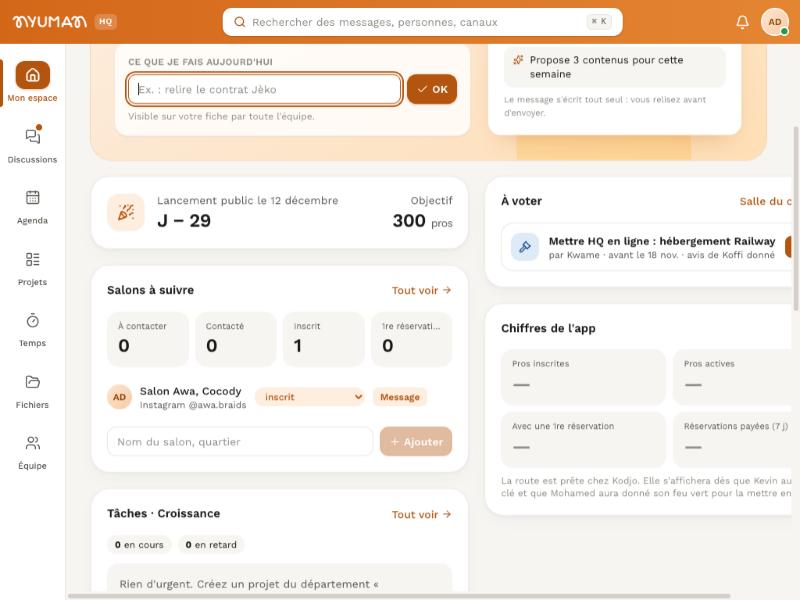 NYUMAN HQ
Rechercher des messages, personnes, canaux
⌘ K
AD
Mon espace
Discussions
Agenda
Projets
Temps
Fichiers
Équipe
CE QUE JE FAIS AUJOURD'HUI
Ex. : relire le contrat Jèko
OK
Visible sur votre fiche par toute l'équipe.
Propose 3 contenus pour cette
semaine
Le message s'écrit tout seul : vous relisez avant
d'envoyer.
Lancement public le 12 décembre
J – 29
Objectif
300 pros
Salons à suivre
Tout voir →
À contacter
0
Contacté
0
Inscrit
1
1re réservati…
0
AD
Salon Awa, Cocody
Instagram @awa.braids
inscrit
Message
Nom du salon, quartier
+ Ajouter
Tâches · Croissance
Tout voir →
0 en cours
0 en retard
Rien d'urgent. Créez un projet du département «
À voter
Salle du c
Mettre HQ en ligne : hébergement Railway
par Kwame · avant le 18 nov. · avis de Koffi donné
Chiffres de l'app
Pros inscrites
—
Pros actives
—
Avec une 1re réservation
—
Réservations payées (7 j)
—
La route est prête chez Kodjo. Elle s'affichera dès que Kevin au
clé et que Mohamed aura donné son feu vert pour la mettre en